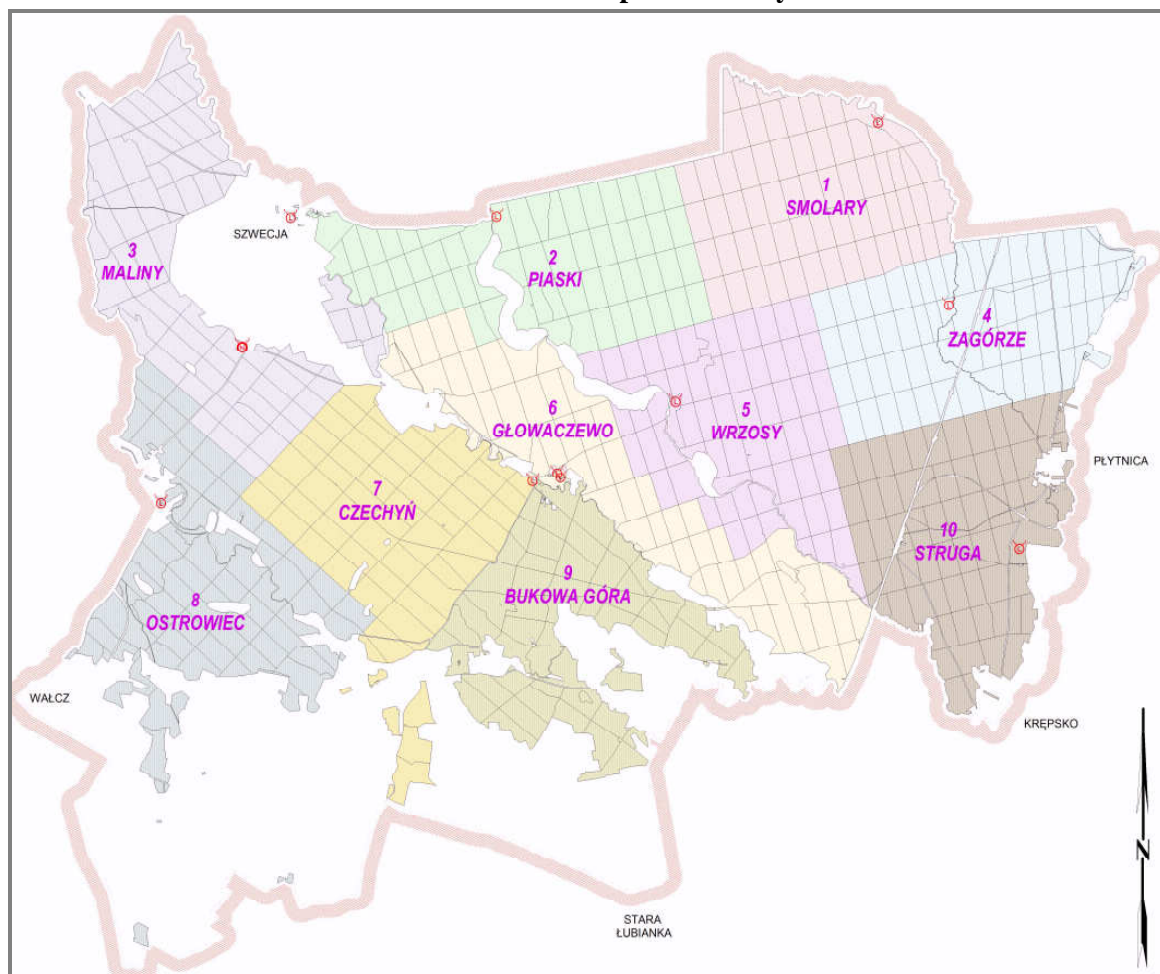 1
SMOLARY
SZWECJA
3
MALINY
2
PIASKI
4
ZAGÓRZE
6
GŁOWACZEWO
5
WRZOSY
PŁYTNICA
7
CZECHYŃ
10
STRUGA
9
BUKOWA GÓRA
8
OSTROWIEC
WAŁCZ
KRĘPSKO
N
STARA
ŁUBIANKA